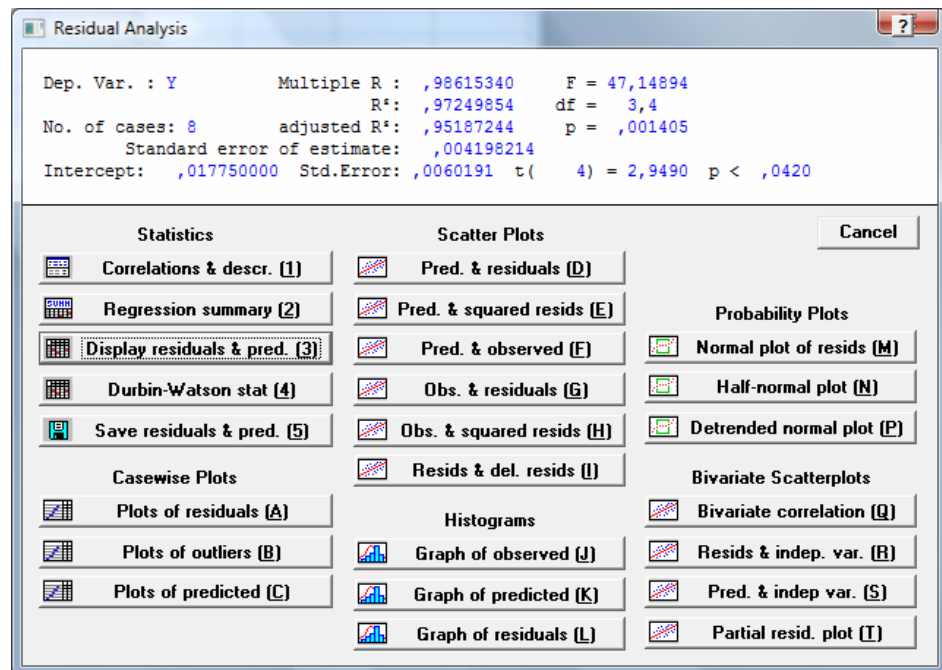 Residual Analysis
?
Dep. Var. : Y Multiple R : ,98615340 F = 47,14894
R²: ,97249854 df = 3,4
No. of cases: 8 adjusted R²: ,95187244 p = ,001405
Standard error of estimate: ,004198214
Intercept: ,017750000 Std.Error: ,0060191 t( 4) = 2,9490 p < ,0420
Cancel
Statistics
Correlations & descr. (1)
Regression summary (2)
Display residuals & pred. (3)
Durbin-Watson stat (4)
Save residuals & pred. (5)
Casewise Plots
Plots of residuals (A)
Plots of outliers (B)
Plots of predicted (C)
Scatter Plots
Pred. & residuals (D)
Pred. & squared resids (E)
Pred. & observed (F)
Obs. & residuals (G)
Obs. & squared resids (H)
Resids & del. resids (I)
Histograms
Graph of observed (J)
Graph of predicted (K)
Graph of residuals (L)
Probability Plots
Normal plot of resids (M)
Half-normal plot (N)
Detrended normal plot (P)
Bivariate Scatterplots
Bivariate correlation (Q)
Resids & indep. var. (R)
Pred. & indep var. (S)
Partial resid. plot (T)